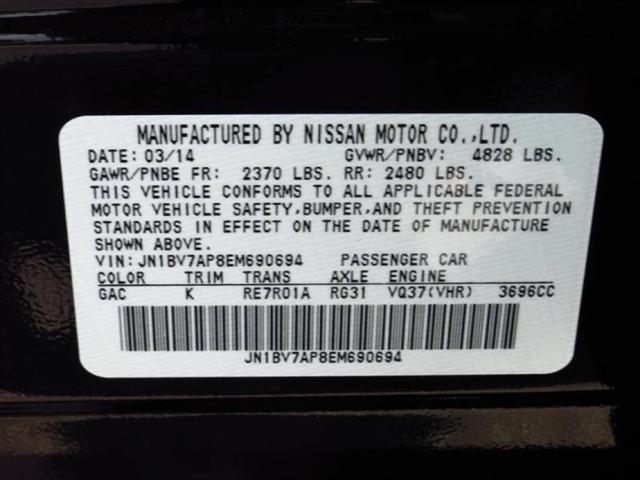 MANUFACTURED BY NISSAN MOTOR CO.,LTD.
DATE: 03/14 GVWR/PNBV: 4828 LBS.
GAWR/PNBE FR: 2370 LBS. RR: 2480 LBS.
THIS VEHICLE CONFORMS TO ALL APPLICABLE FEDERAL
MOTOR VEHICLE SAFETY,BUMPER,AND THEFT PREVENTION
STANDARDS IN EFFECT ON THE DATE OF MANUFACTURE
SHOWN ABOVE.
VIN: JN1BV7AP8EM690694 PASSENGER CAR
COLOR TRIM TRANS AXLE ENGINE
GAC K RE7R01A RG31 VQ37(VHR) 3696CC
JN1BV7AP8EM690694